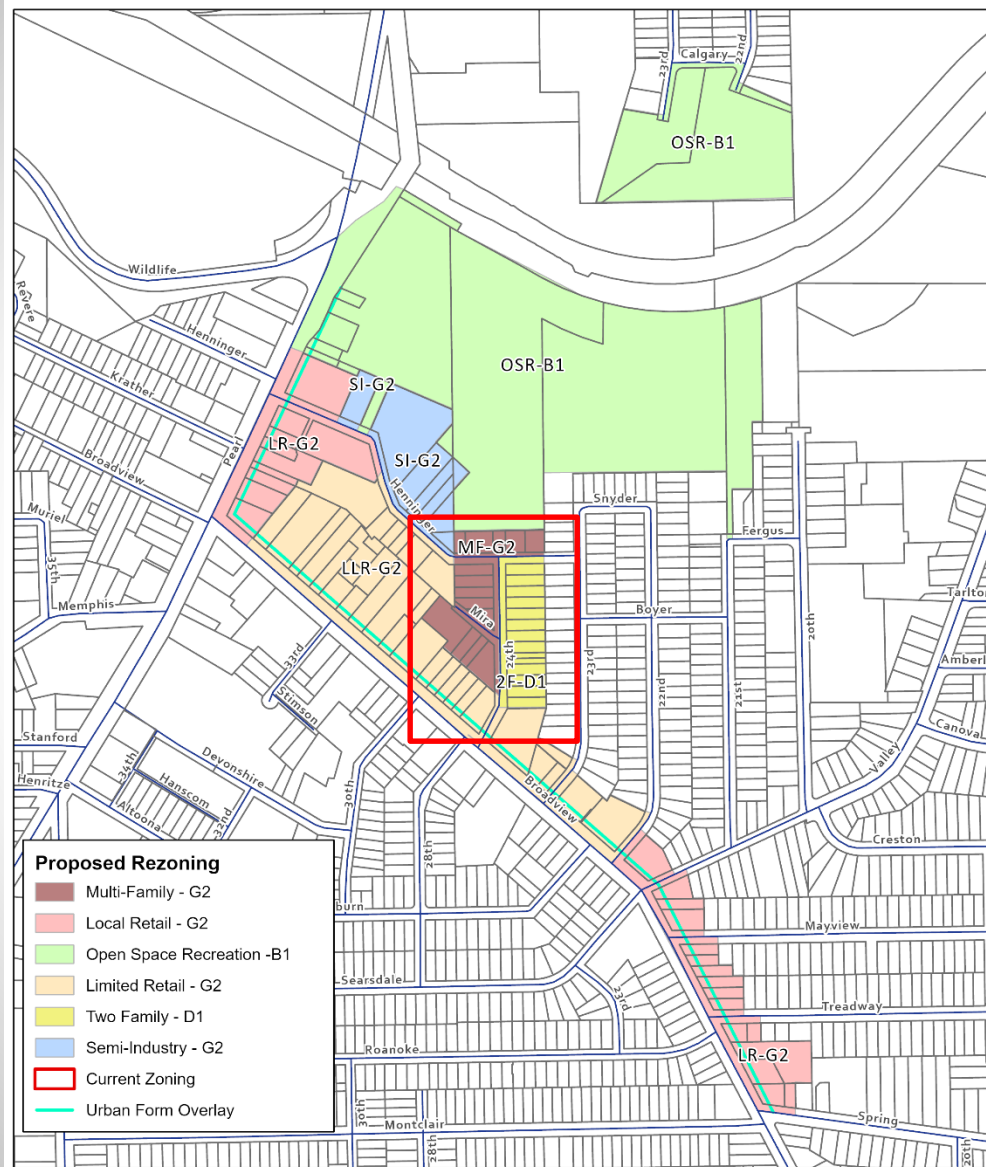 Calgary
23rd
22nd
OSR-B1
Wildlife
Revere
Henninger
Krather
Broadview
Pearl
Muriel
35th
Memphis
SI-G2
OSR-B1
LR-G2
SI-G2
Henninger
Snyder
MF-G2
Fergus
LLR-G2
Mira
Boyer
24th
2F-D1
23rd
22nd
21st
20th
Tarlto
Amberl
Canova
Valley
33rd
Stimson
Stanford
Henritze
34th
Devonshire
Hanscom
Altoona
32nd
30th
28th
Broadview
Creston
burn
Mayview
Searsdale
23rd
Treadway
Roanoke
LR-G2
30th
Montclair
28th
Spring
20th
Proposed Rezoning
Multi-Family - G2
Local Retail - G2
Open Space Recreation -B1
Limited Retail - G2
Two Family - D1
Semi-Industry - G2
Current Zoning
Urban Form Overlay